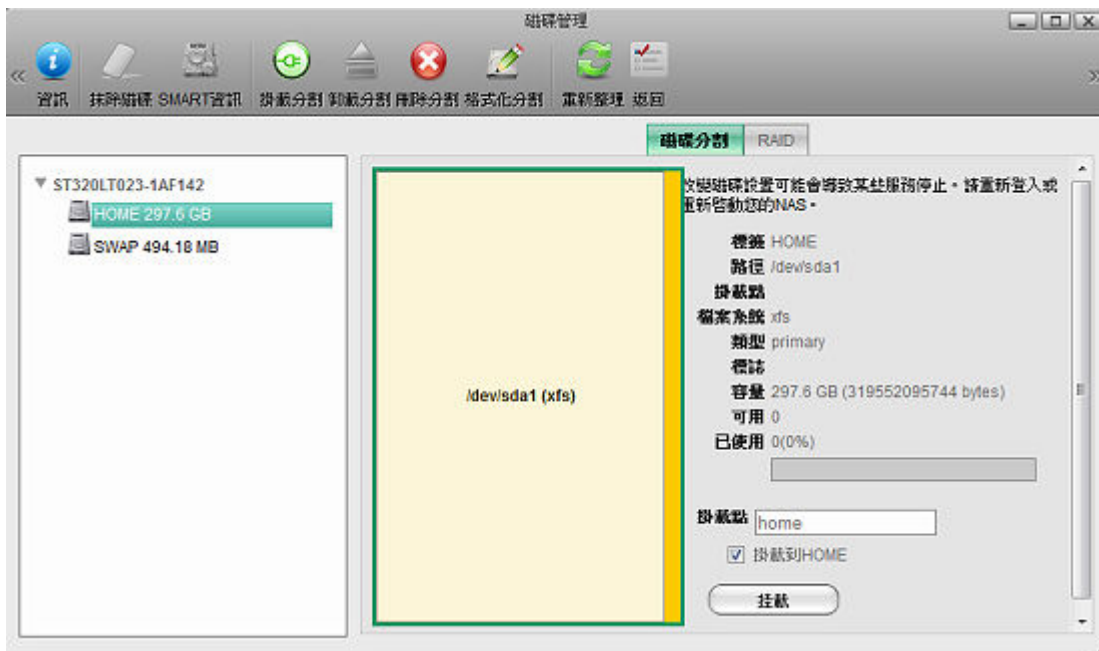 磁碟管理
資訊 抹除磁碟 SMART資訊 掛載分割 卸載分割 刪除分割 格式化分割 重新整理 返回
磁碟分割 RAID
ST320LT023-1AF142
HOME 297.6 GB
SWAP 494.18 MB
/dev/sda1 (xfs)
改變磁碟設置可能會導致某些服務停止。請重新登入或
重新啓動您的NAS。
標籤 HOME
路徑 /dev/sda1
掛載點
檔案系統 xfs
類型 primary
標誌
容量 297.6 GB (319552095744 bytes)
可用 0
已使用 0(0%)
掛載點 home
掛載到HOME
挂載